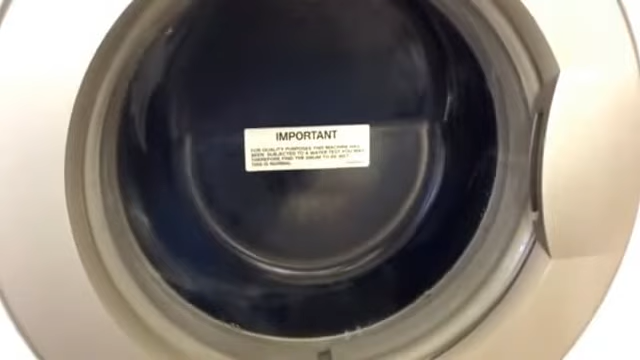 IMPORTANT
FOR QUALITY PURPOSES THIS MACHINE HAS
BEEN SUBJECTED TO A WATER TEST YOU MAY
THEREFORE FIND THE DRUM TO BE WET
THIS IS NORMAL